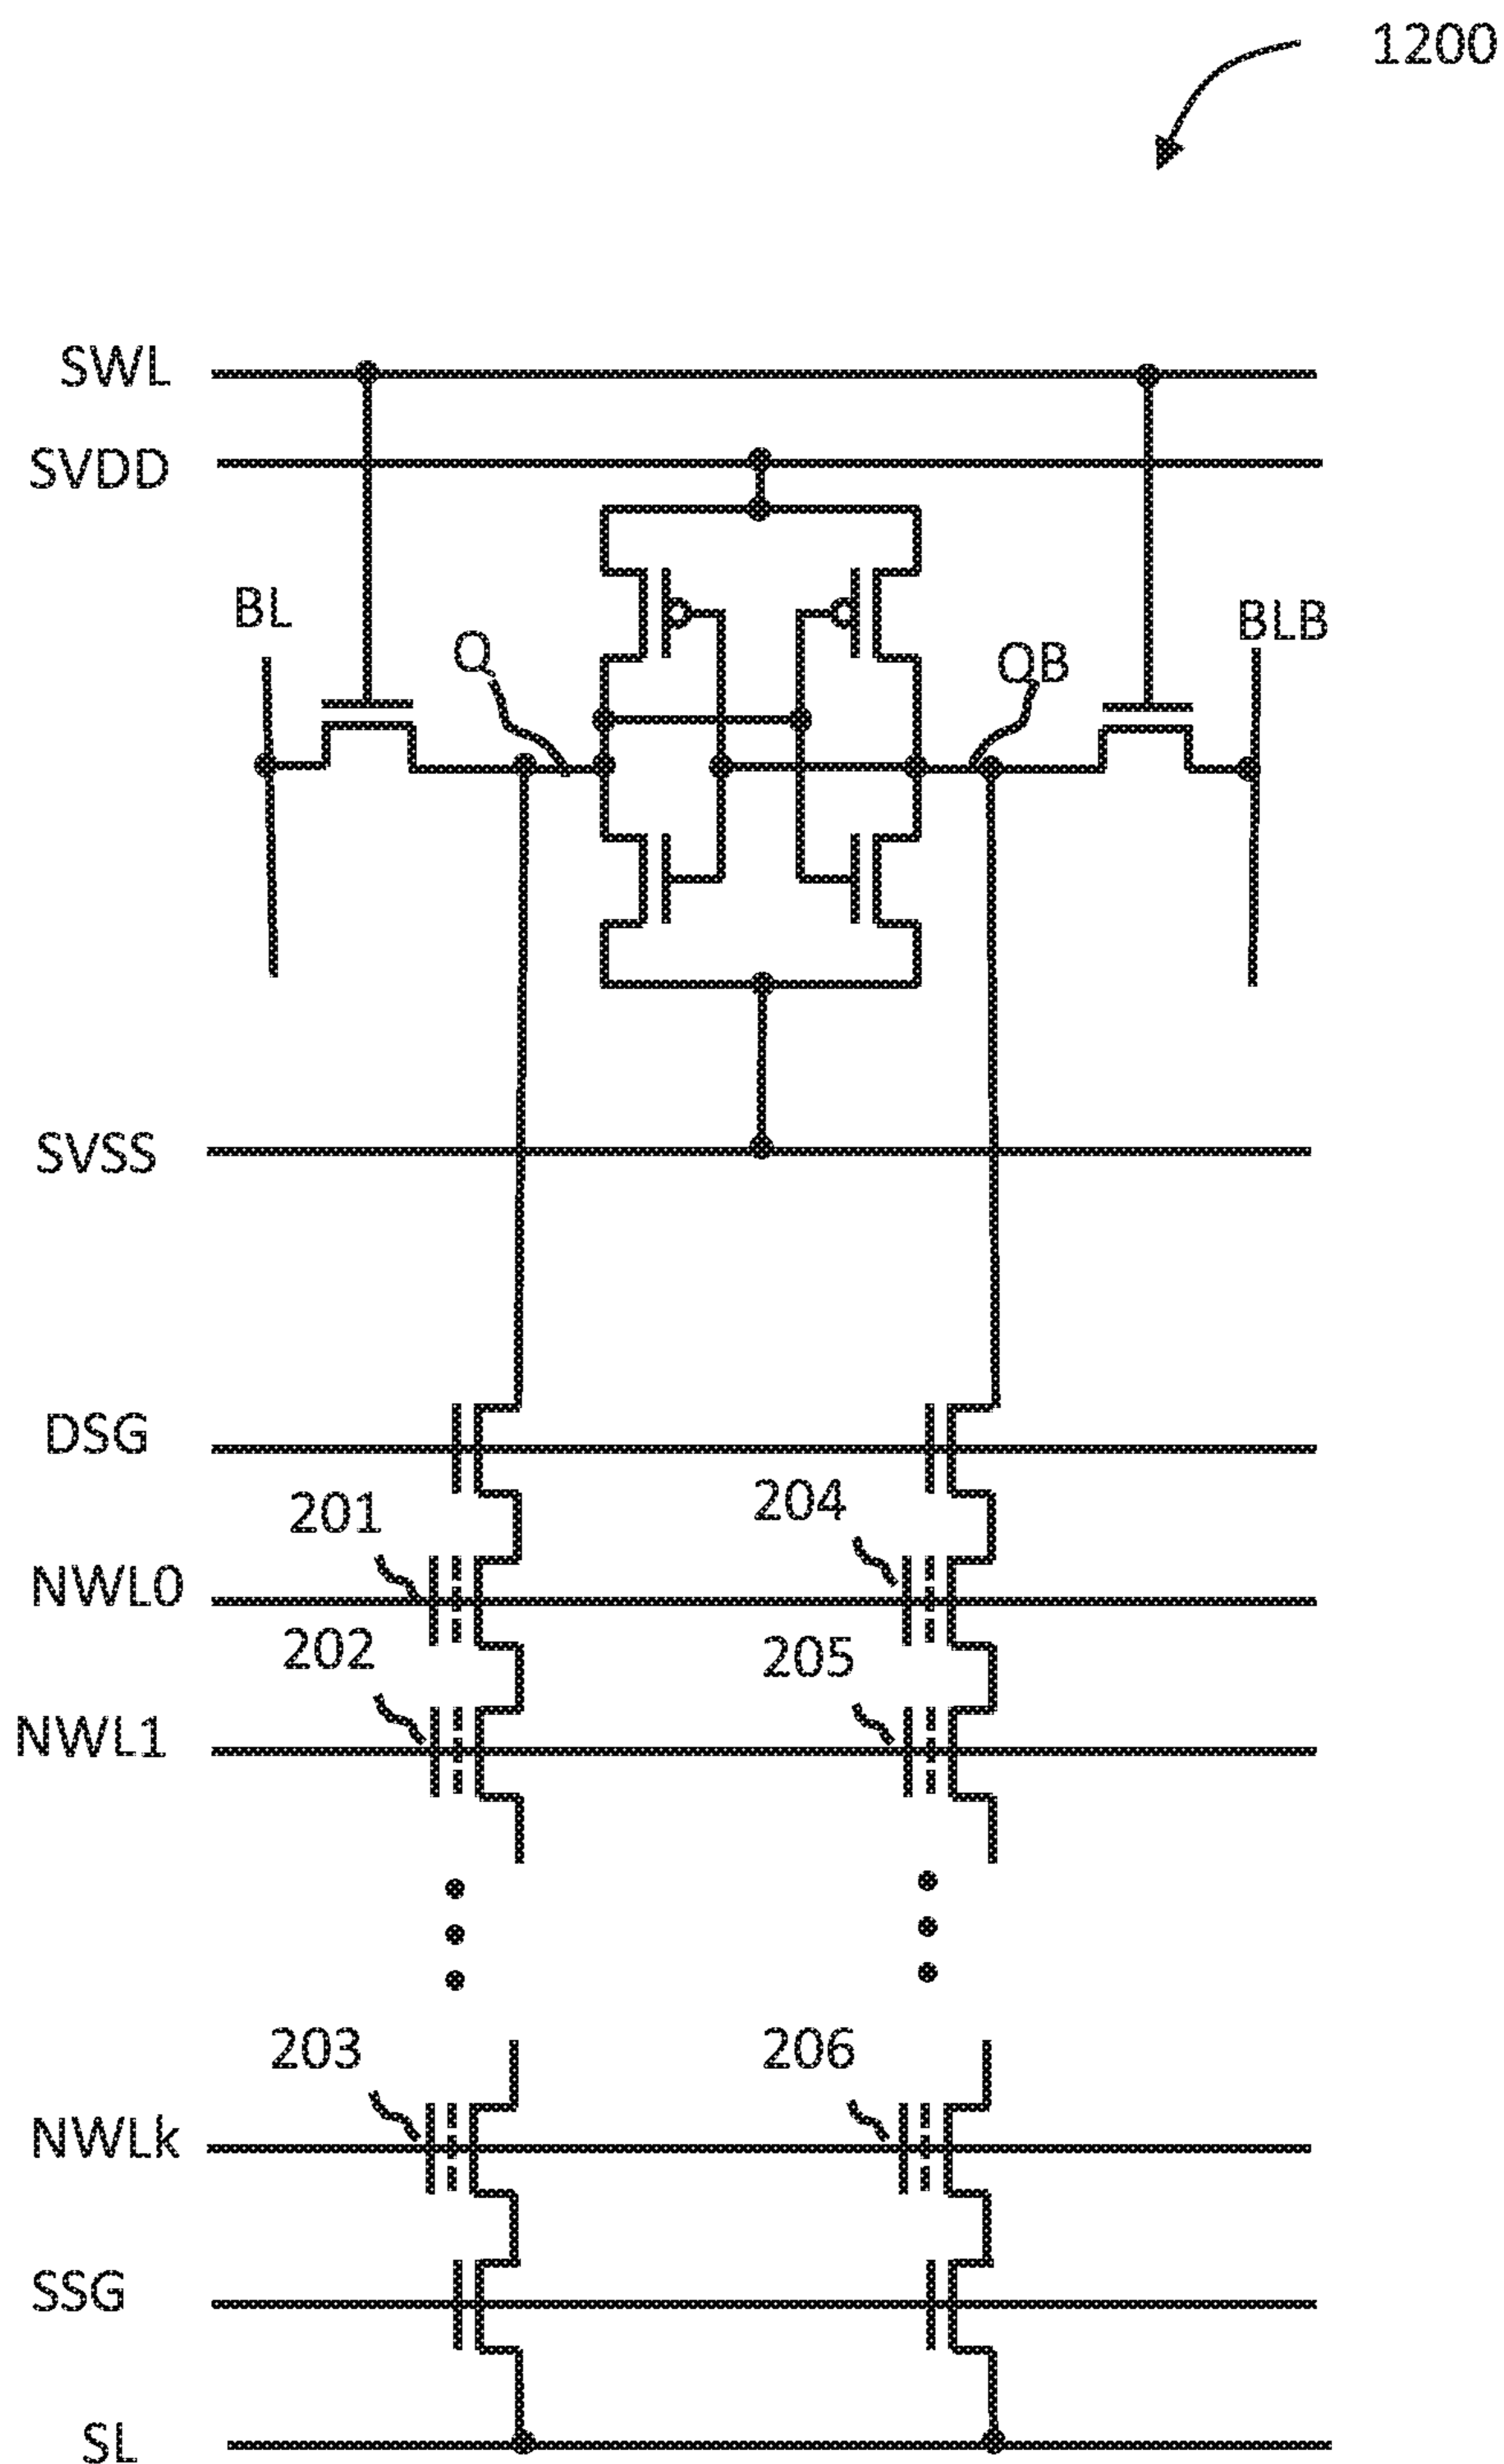 1200
SWL
SVDD
BL
BLB
Q
QB
SVSS
DSG
201
204
NWL0
202
205
NWL1
203
206
NWLk
SSG
SL